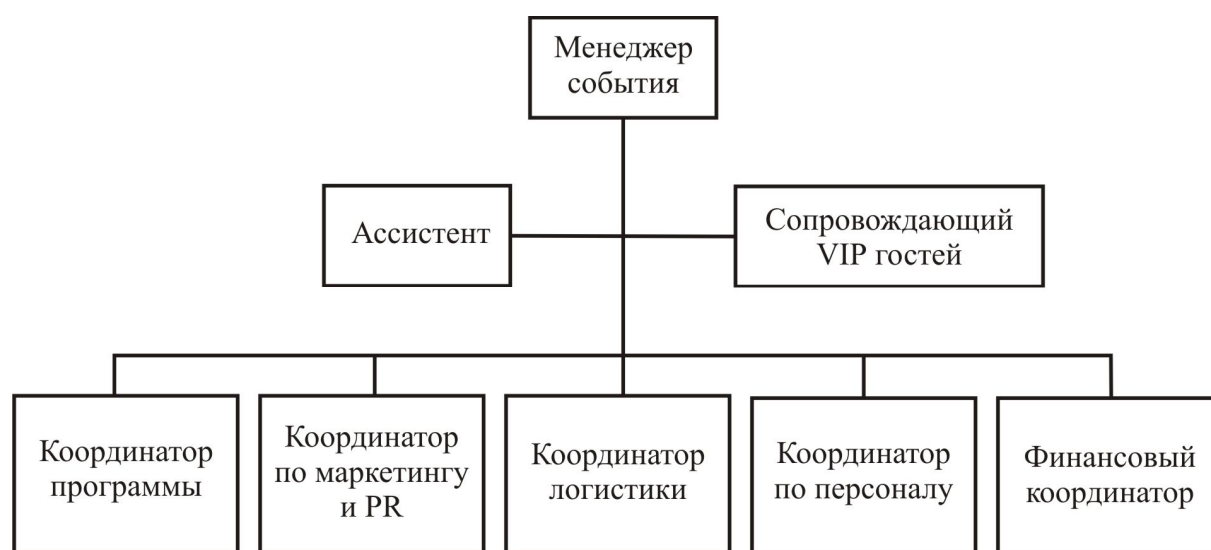 Менеджер
события
Ассистент
Сопровождающий
VIP гостей
Координатор
программы
Координатор
по маркетингу
и PR
Координатор
логистики
Координатор
по персоналу
Финансовый
координатор